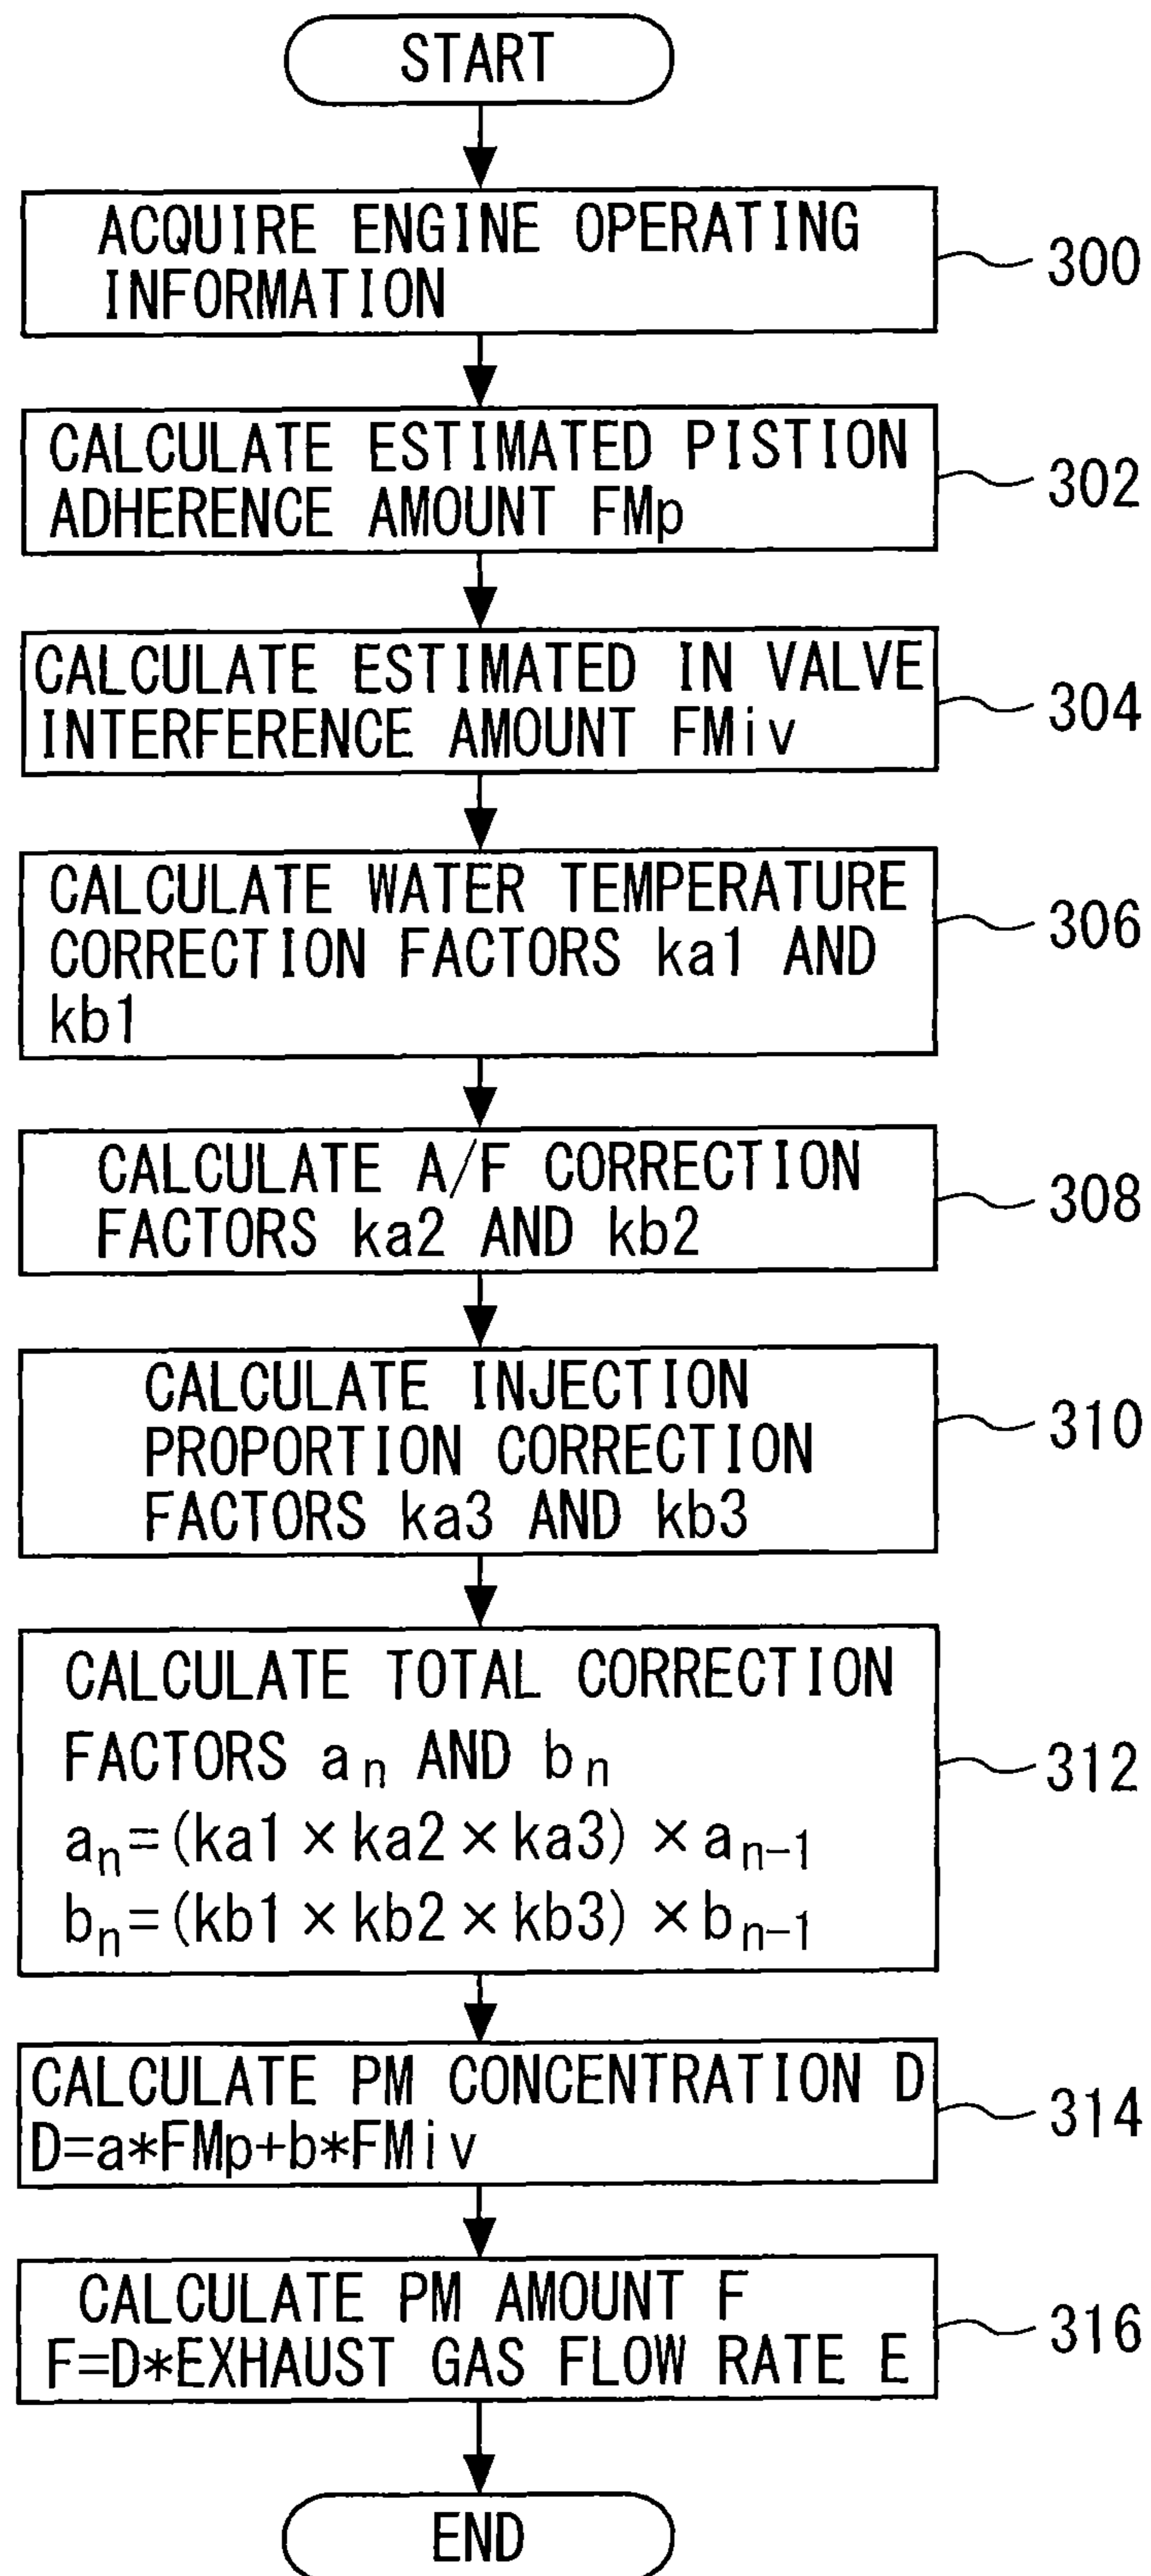 START
ACQUIRE ENGINE OPERATING
INFORMATION
300
CALCULATE ESTIMATED PISTION
ADHERENCE AMOUNT FMp
302
CALCULATE ESTIMATED IN VALVE
INTERFERENCE AMOUNT FMiv
304
CALCULATE WATER TEMPERATURE
CORRECTION FACTORS ka1 AND
kb1
306
CALCULATE A/F CORRECTION
FACTORS ka2 AND kb2
308
CALCULATE INJECTION
PROPORTION CORRECTION
FACTORS ka3 AND kb3
310
CALCULATE TOTAL CORRECTION
FACTORS aₙ AND bₙ
aₙ=(ka1×ka2×ka3)×aₙ₋₁
bₙ=(kb1×kb2×kb3)×bₙ₋₁
312
CALCULATE PM CONCENTRATION D
D=a*FMp+b*FMiv
314
CALCULATE PM AMOUNT F
F=D*EXHAUST GAS FLOW RATE E
316
END